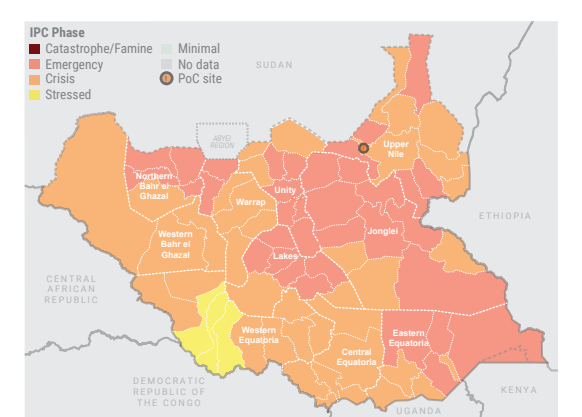 IPC Phase
Catastrophe/Famine
Emergency
Crisis
Stressed
Minimal
No data
PoC site
SUDAN
ABYEI
REGION
Upper
Nile
Northern
Bahr el
Ghazal
Unity
Warrap
ETHIOPIA
Jonglei
Western
Bahr el
Ghazal
Lakes
CENTRAL
AFRICAN
REPUBLIC
Western
Equatoria
Eastern
Equatoria
Central
Equatoria
DEMOCRATIC
REPUBLIC OF
THE CONGO
KENYA
UGANDA